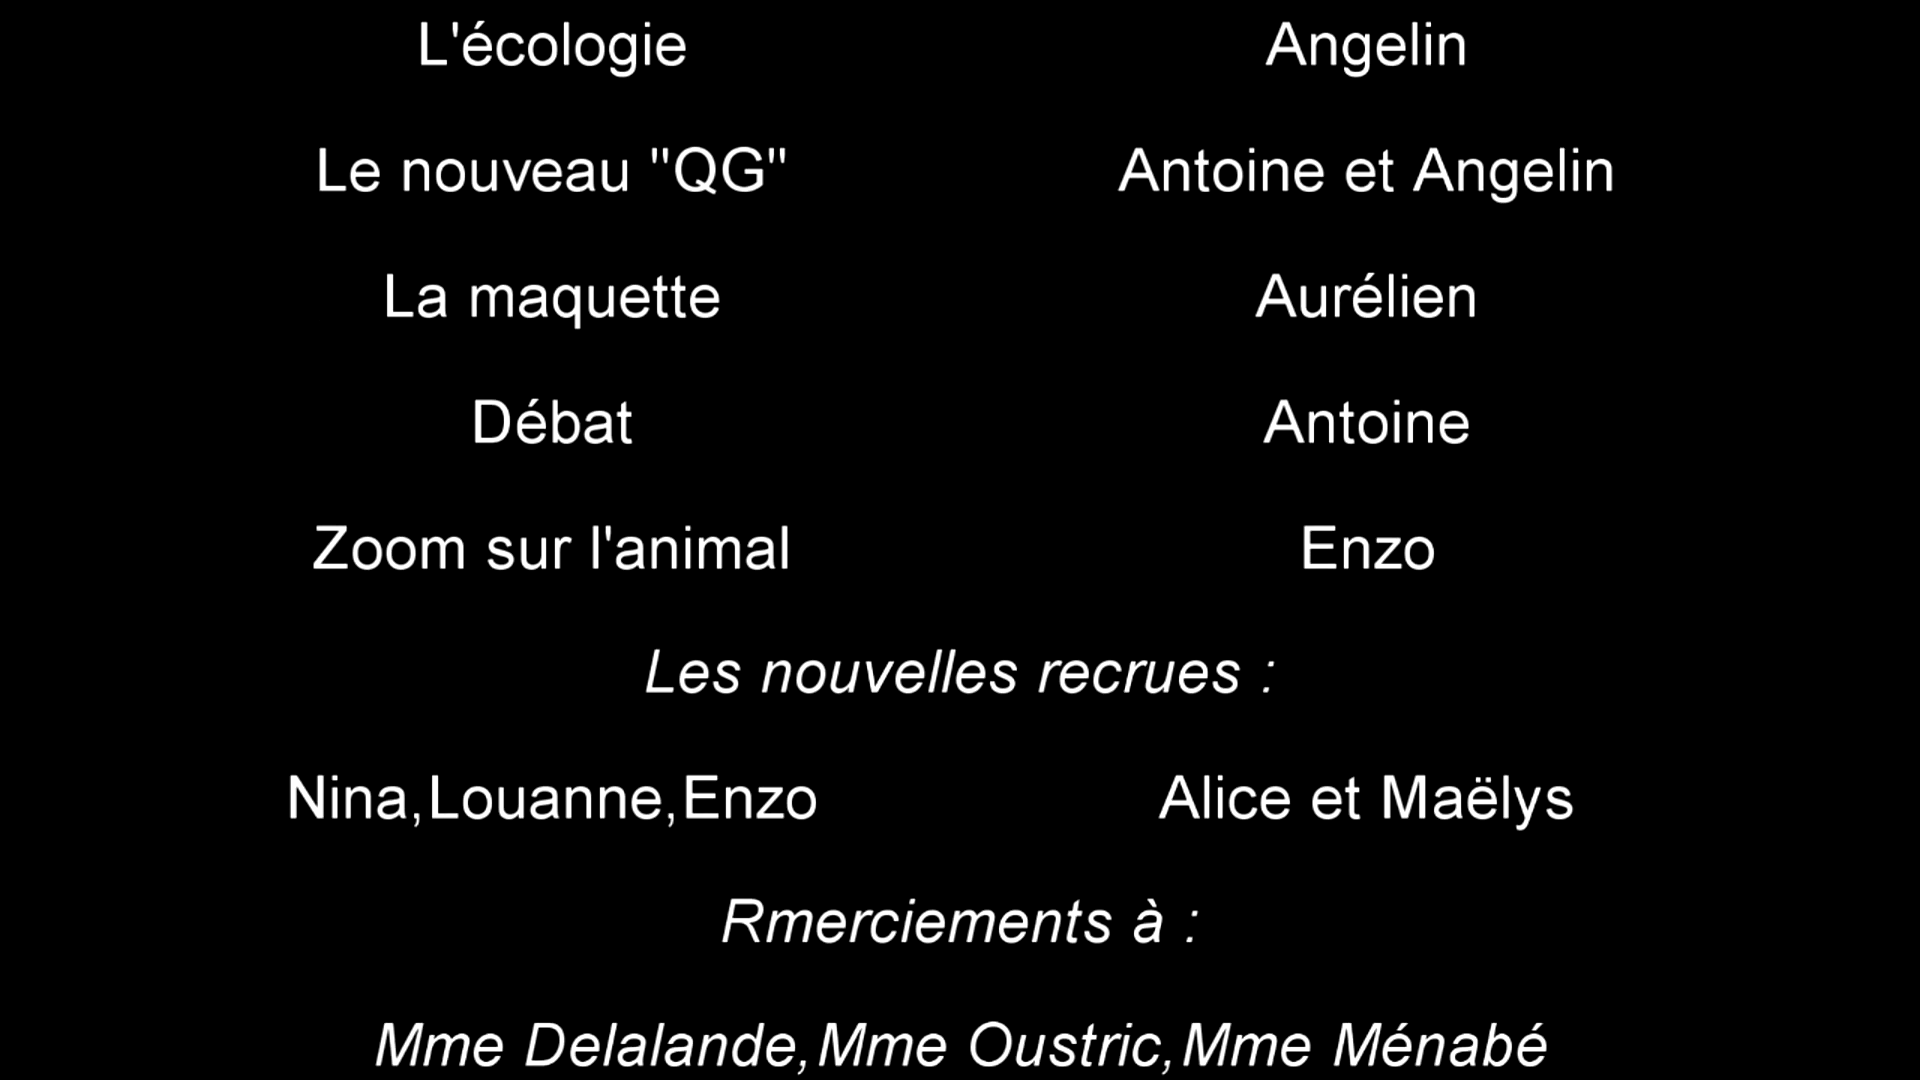 L'écologie Angelin
Le nouveau "QG" Antoine et Angelin
La maquette Aurélien
Débat Antoine
Zoom sur l'animal Enzo
Les nouvelles recrues :
Nina,Louanne,Enzo Alice et Maëlys
Rmerciements à :
Mme Delalande,Mme Oustric,Mme Ménabé